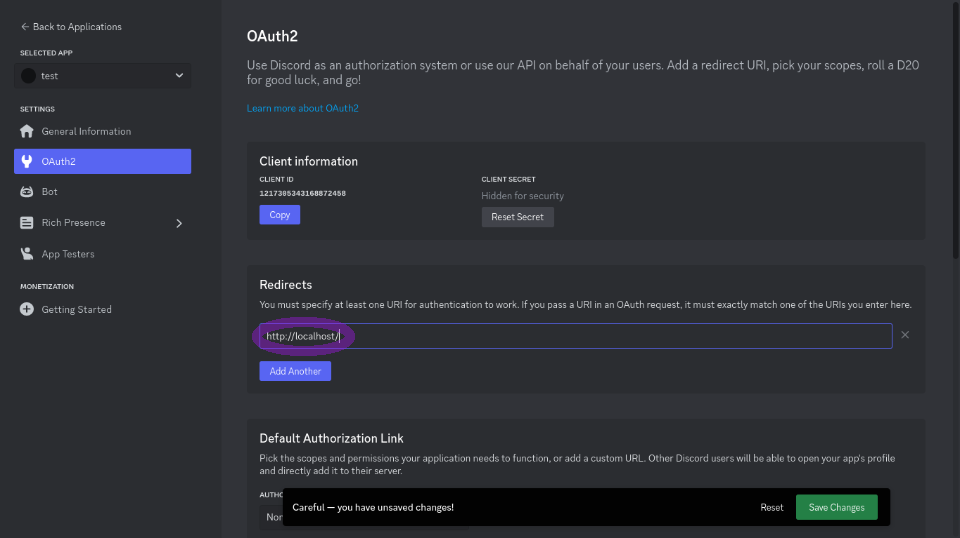 Back to Applications
SELECTED APP
test
SETTINGS
General Information
OAuth2
Bot
Rich Presence
App Testers
MONETIZATION
Getting Started
OAuth2
Use Discord as an authorization system or use our API on behalf of your users. Add a redirect URI, pick your scopes, roll a D20
for good luck, and go!
Learn more about OAuth2
Client information
CLIENT ID
CLIENT SECRET
1217395343168872458
Hidden for security
Copy
Reset Secret
Redirects
You must specify at least one URI for authentication to work. If you pass a URI in an OAuth request, it must exactly match one of the URIs you enter here.
http://localhost/
Add Another
Default Authorization Link
Pick the scopes and permissions your application needs to function, or add a custom URL. Other Discord users will be able to open your app's profile
and directly add it to their server.
Careful — you have unsaved changes!
Reset
Save Changes